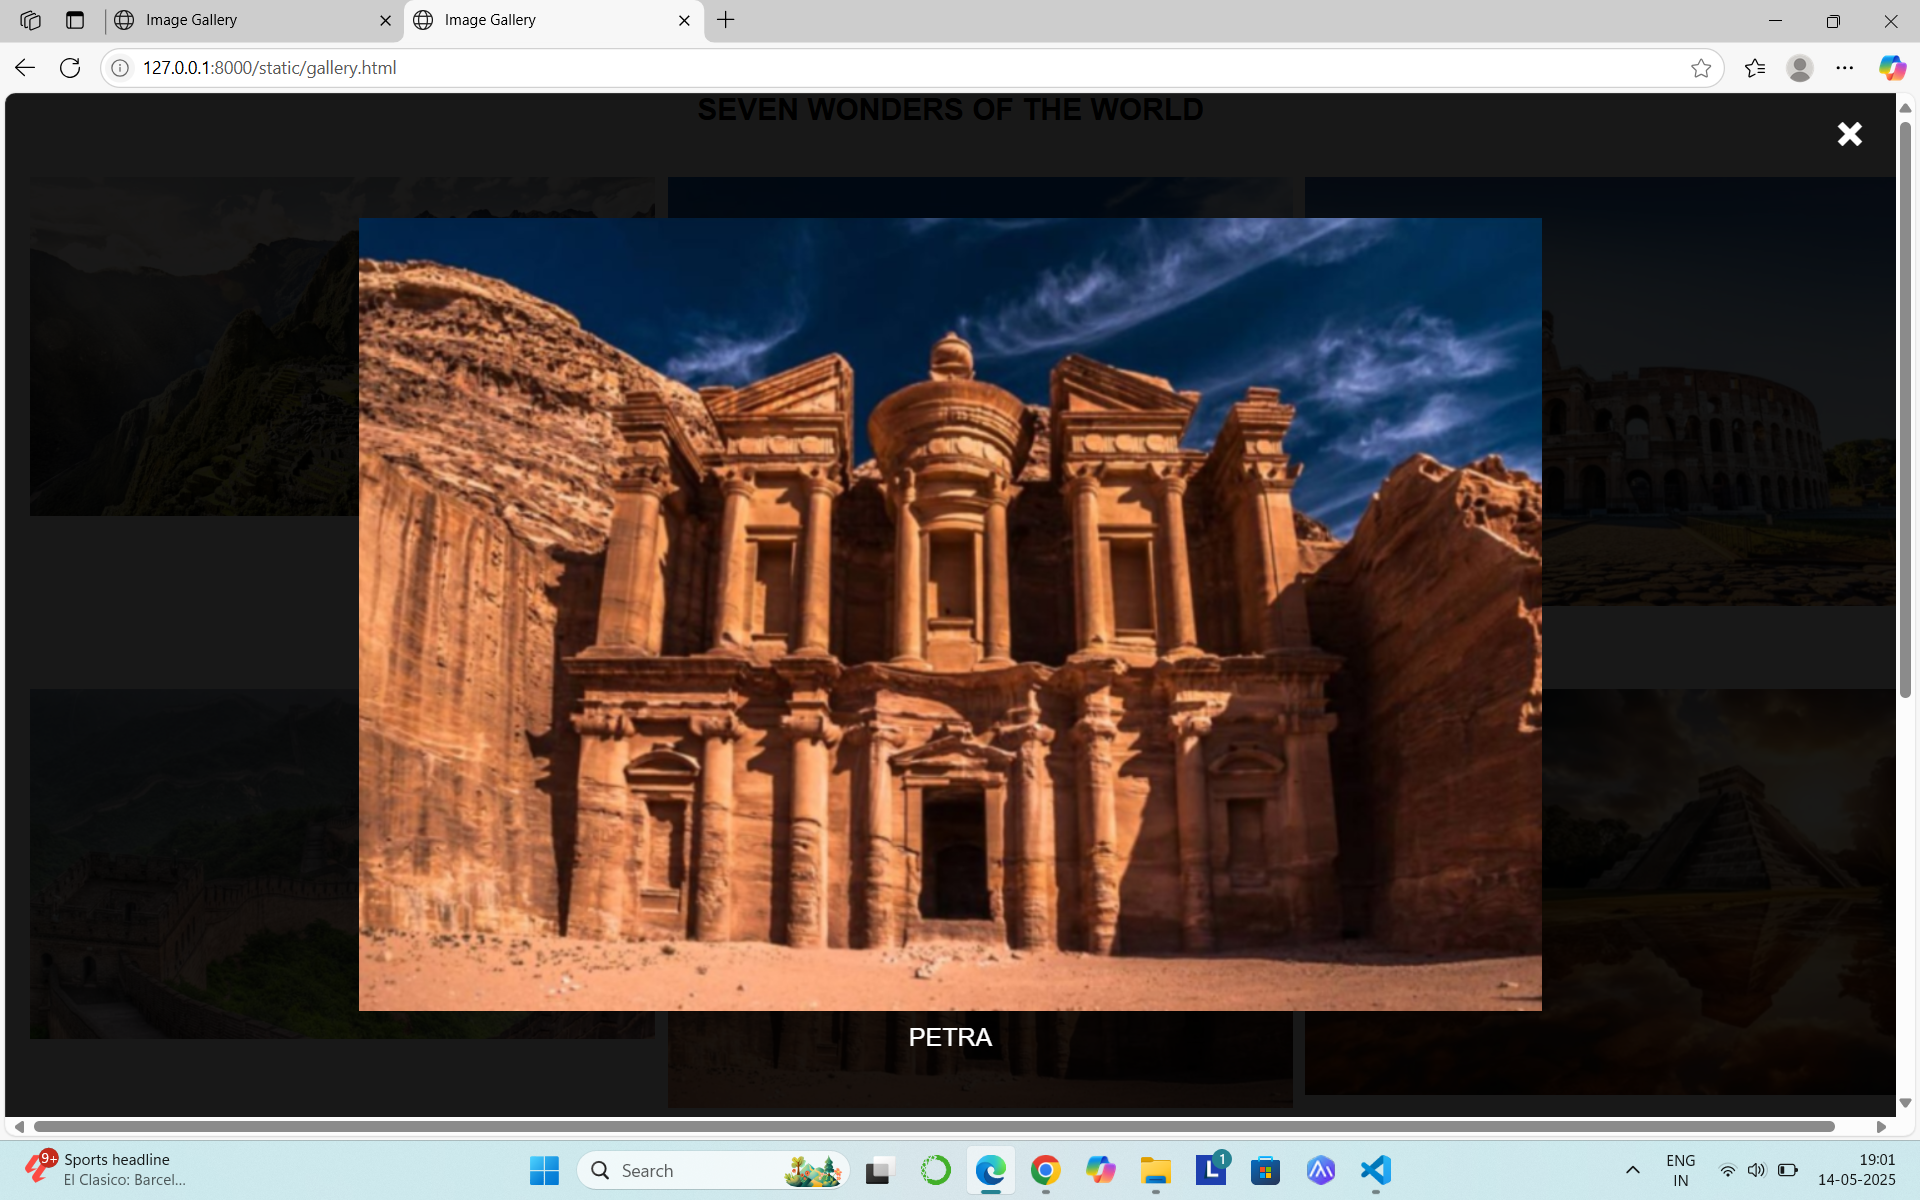 Image Gallery
Image Gallery
127.0.0.1:8000/static/gallery.html
SEVEN WONDERS OF THE WORLD
PETRA
9+
Sports headline
El Clasico: Barcel...
Search
L
1
ENG
IN
19:01
14-05-2025